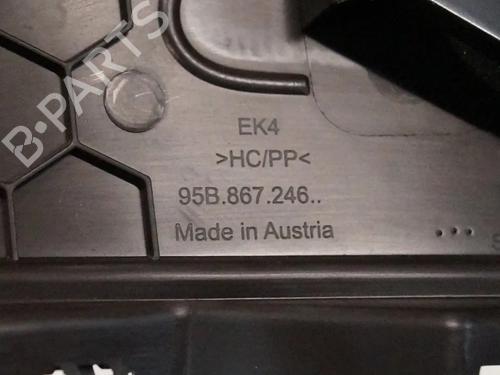 B-PARTS
EK4
>HC/PP<
95B.867.246..
Made in Austria